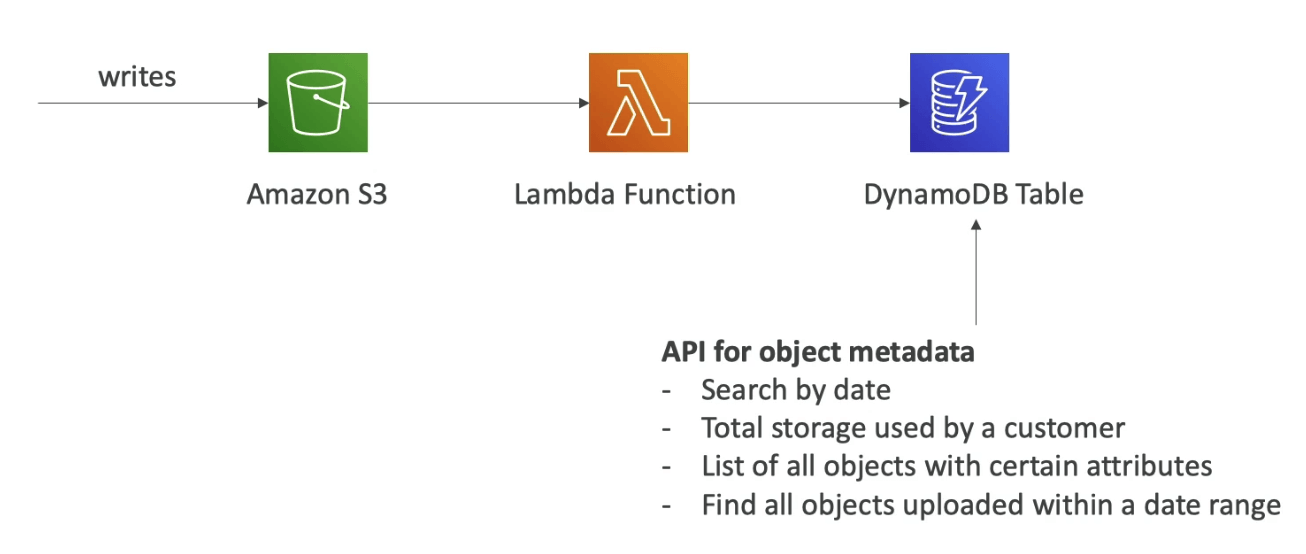 writes
Amazon S3
Lambda Function
DynamoDB Table
API for object metadata
- Search by date
- Total storage used by a customer
- List of all objects with certain attributes
- Find all objects uploaded within a date range